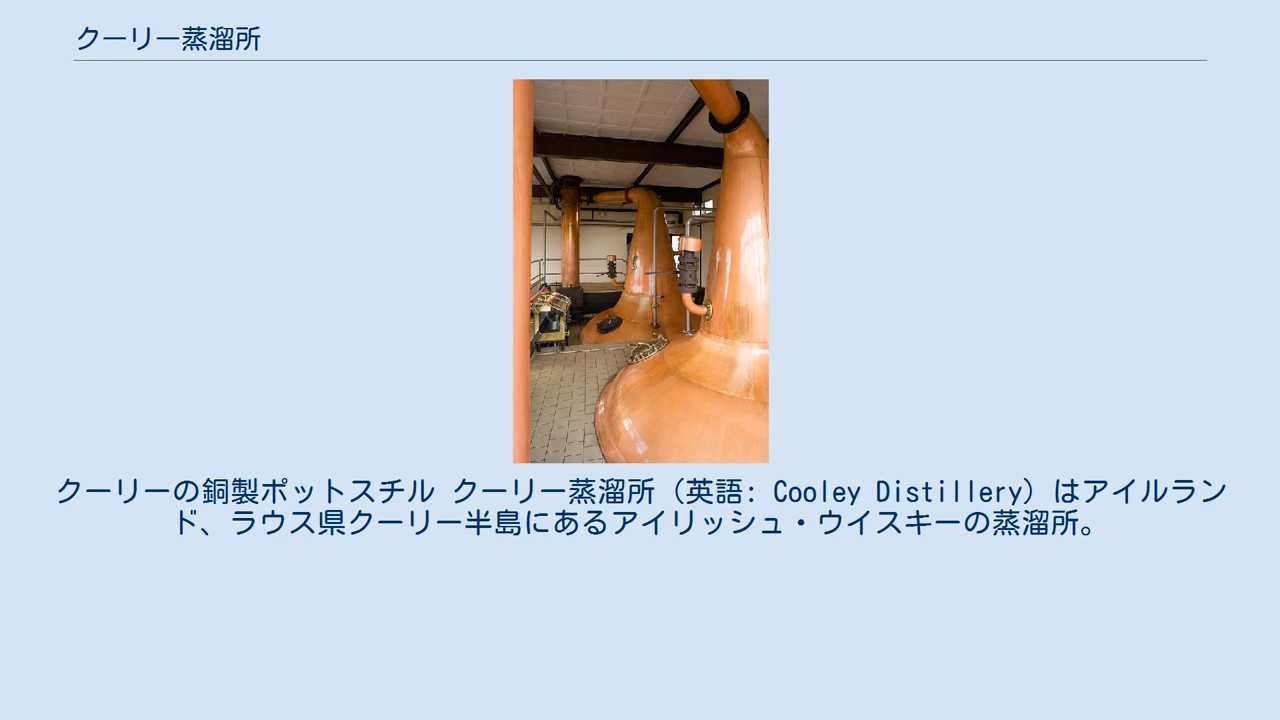 クーリー蒸溜所
クーリーの銅製ポットスチル クーリー蒸溜所（英語: Cooley Distillery）はアイルラン
ド、ラウス県クーリー半島にあるアイリッシュ・ウイスキーの蒸溜所。